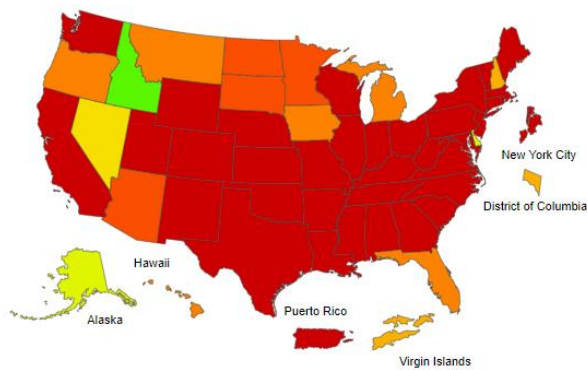 New York City
District of Columbia
Hawaii
Alaska
Puerto Rico
Virgin Islands